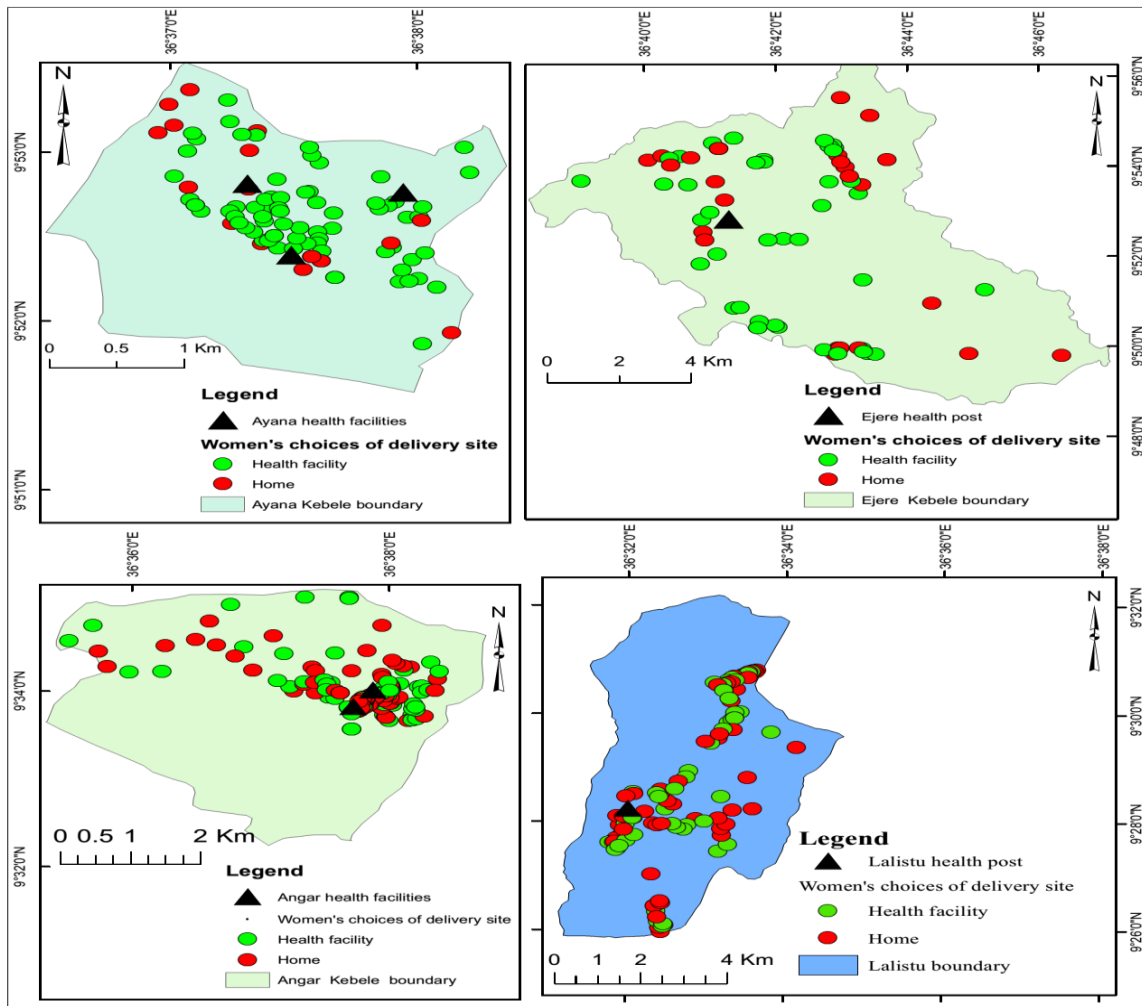 36°37'0"E 36°38'0"E
N
9°53'0"N
9°52'0"N
9°51'0"N
0 0.5 1 Km
Legend
Ayana health facilities
Women's choices of delivery site
Health facility
Home
Ayana Kebele boundary
36°40'0"E 36°42'0"E 36°44'0"E 36°46'0"E
N
9°56'0"N
9°54'0"N
9°52'0"N
9°50'0"N
9°48'0"N
0 2 4 Km
Legend
Ejere health post
Women's choices of delivery site
Health facility
Home
Ejere Kebele boundary
36°36'0"E 36°38'0"E
N
9°34'0"N
9°32'0"N
0 0.5 1 2 Km
Legend
Angar health facilities
Women's choices of delivery site
Health facility
Home
Angar Kebele boundary
36°32'0"E 36°34'0"E 36°36'0"E 36°38'0"E
N
9°32'0"N
9°30'0"N
9°28'0"N
9°26'0"N
0 1 2 4 Km
Legend
Lalistu health post
Women's choices of delivery site
Health facility
Home
Lalistu boundary